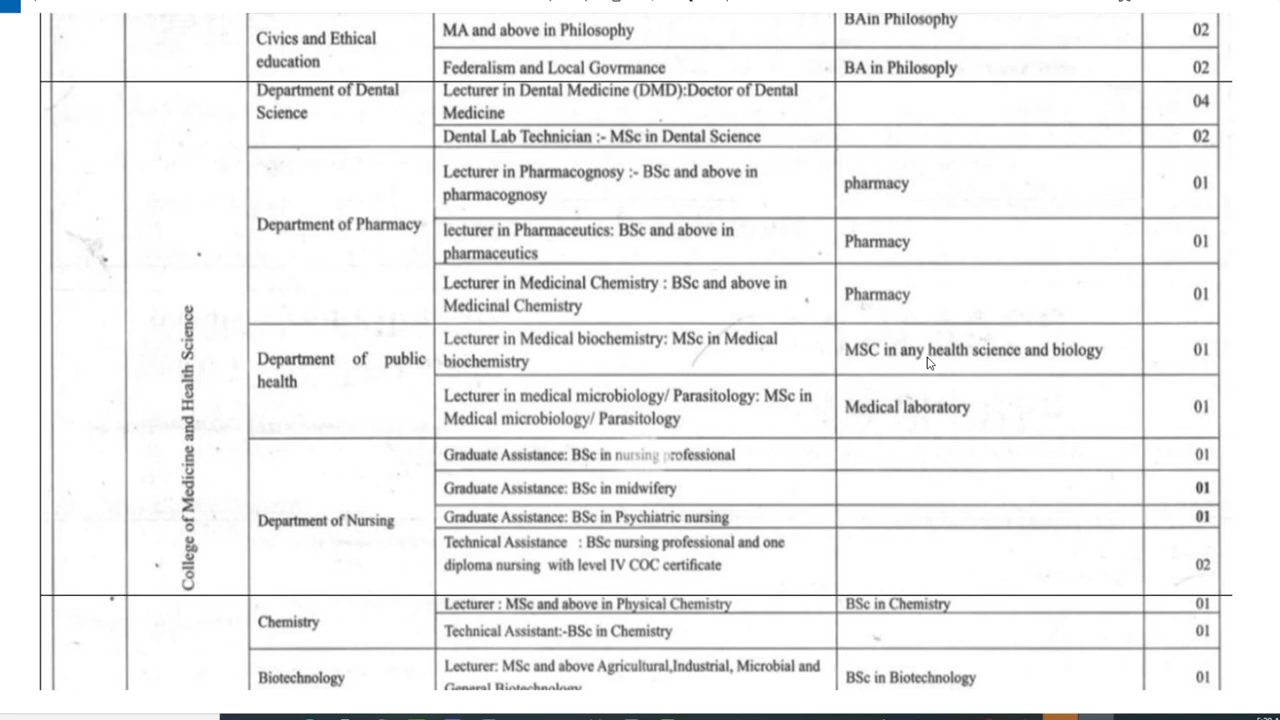 BAin Philosophy
MA and above in Philosophy
02
Civics and Ethical
education
Federalism and Local Govrmance
BA in Philosophy
02
Department of Dental
Science
Lecturer in Dental Medicine (DMD):Doctor of Dental
Medicine
04
Dental Lab Technician :- MSc in Dental Science
02
College of Medicine and Health Science
Department of Pharmacy
Lecturer in Pharmacognosy :- BSc and above in
pharmacognosy
pharmacy
01
lecturer in Pharmaceutics: BSc and above in
pharmaceutics
Pharmacy
01
Lecturer in Medicinal Chemistry : BSc and above in
Medicinal Chemistry
Pharmacy
01
Department of public
health
Lecturer in Medical biochemistry: MSc in Medical
biochemistry
MSC in any health science and biology
01
Lecturer in medical microbiology/ Parasitology: MSc in
Medical microbiology/ Parasitology
Medical laboratory
01
Department of Nursing
Graduate Assistance: BSc in nursing professional
01
Graduate Assistance: BSc in midwifery
01
Graduate Assistance: BSc in Psychiatric nursing
01
Technical Assistance : BSc nursing professional and one
diploma nursing with level IV COC certificate
02
Chemistry
Lecturer : MSc and above in Physical Chemistry
BSc in Chemistry
01
Technical Assistant:-BSc in Chemistry
01
Biotechnology
Lecturer: MSc and above Agricultural,Industrial, Microbial and
General Biotechnology
BSc in Biotechnology
01